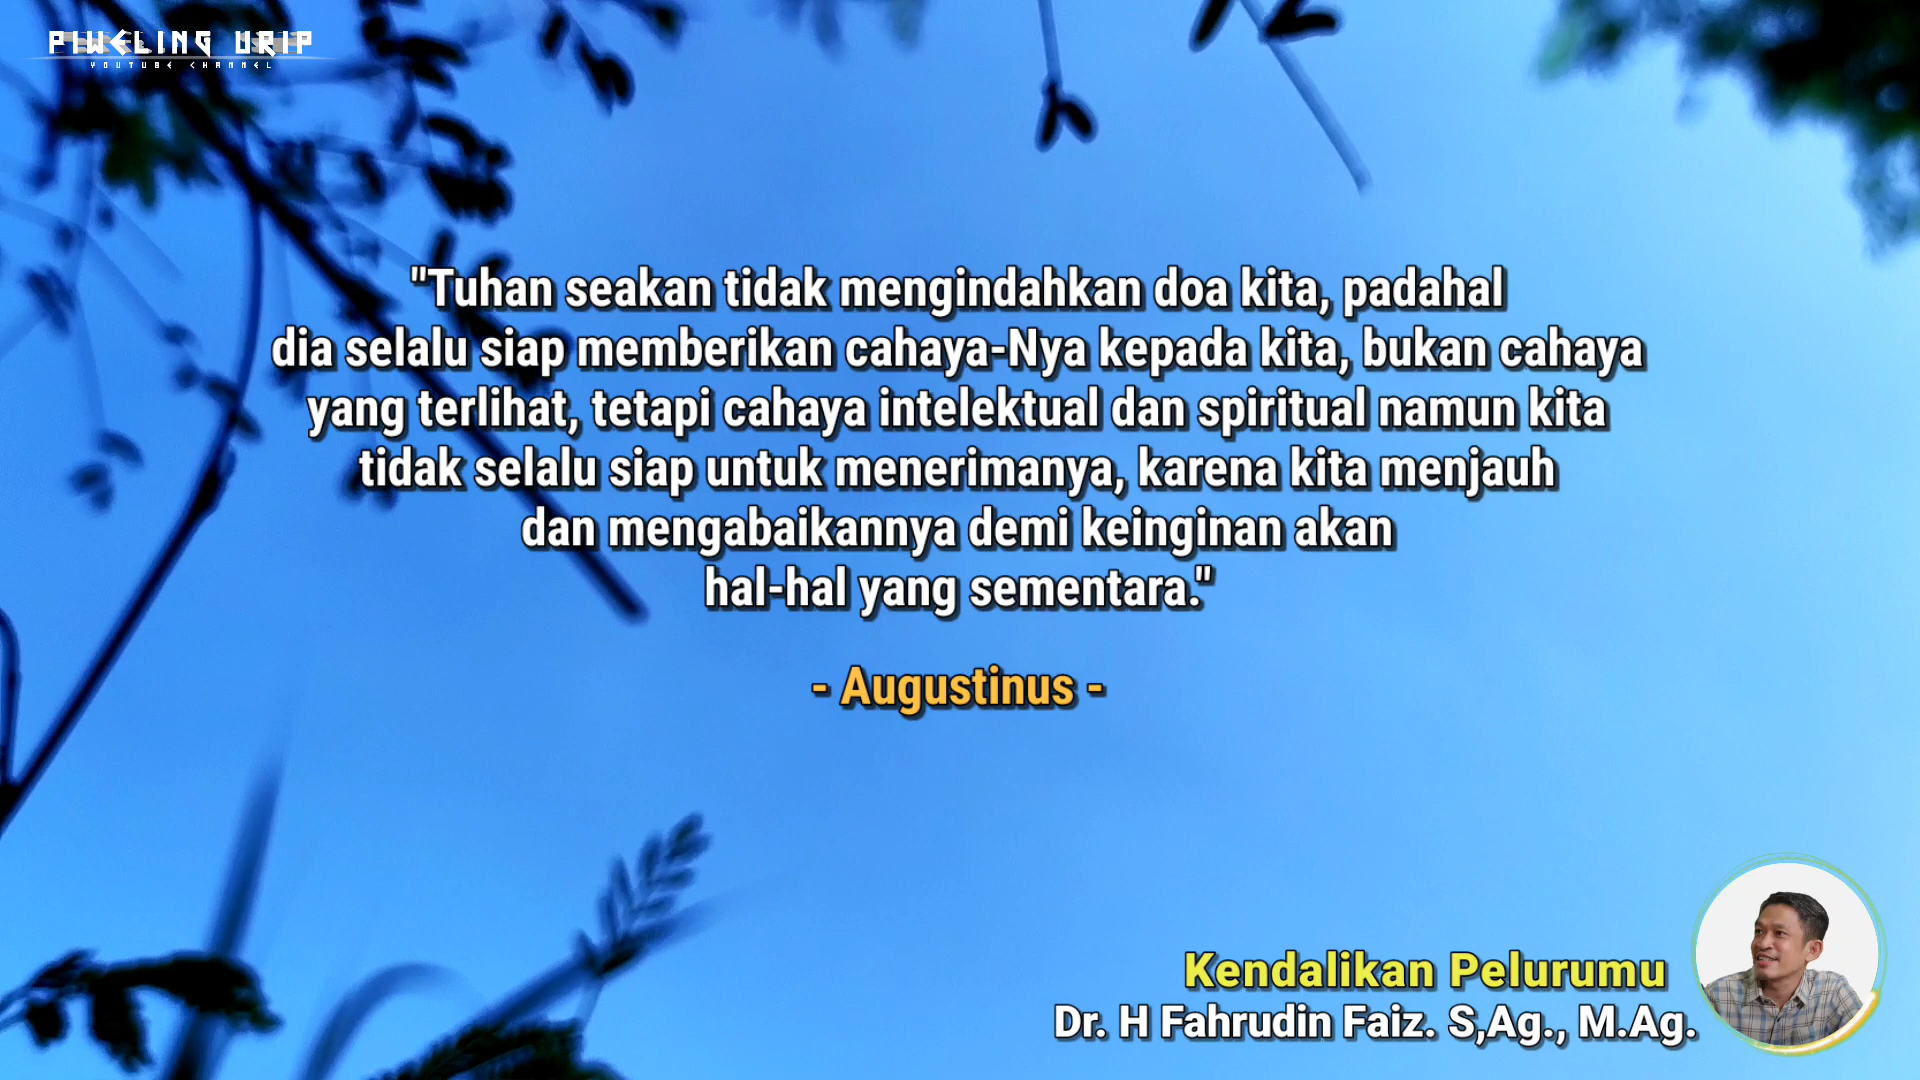 PIWELING URIP
YOUTUBE CHANNEL
"Tuhan seakan tidak mengindahkan doa kita, padahal
dia selalu siap memberikan cahaya-Nya kepada kita, bukan cahaya
yang terlihat, tetapi cahaya intelektual dan spiritual namun kita
tidak selalu siap untuk menerimanya, karena kita menjauh
dan mengabaikannya demi keinginan akan
hal-hal yang sementara."
- Augustinus -
Kendalikan Pelurumu
Dr. H Fahrudin Faiz. S,Ag., M.Ag.